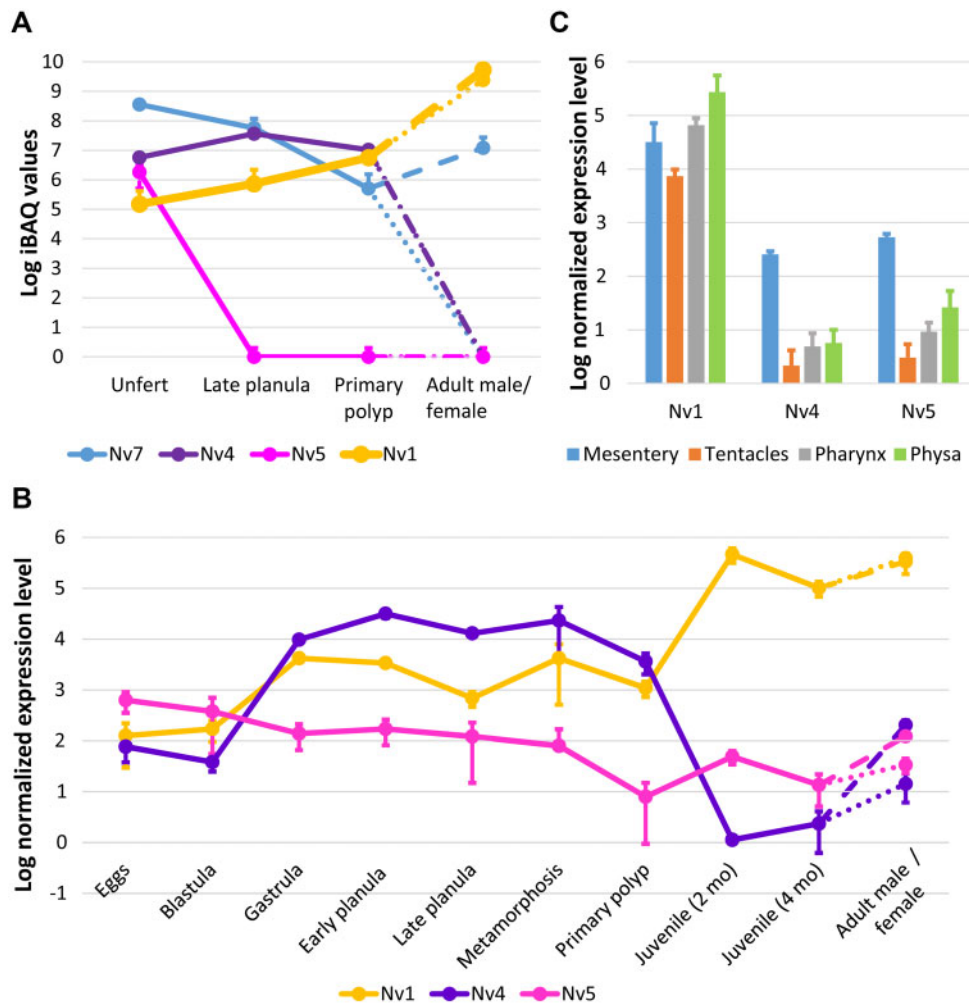 A
Log iBAQ values
10
9
8
7
6
5
4
3
2
1
0
Unfert
Late planula
Primary
polyp
Adult male/
female
Nv7
Nv4
Nv5
Nv1
C
Log normalized expression level
6
5
4
3
2
1
0
Nv1
Nv4
Nv5
Mesentery
Tentacles
Pharynx
Physa
B
Log normalized expression level
6
5
4
3
2
1
0
-1
Eggs
Blastula
Gastrula
Early planula
Late planula
Metamorphosis
Primary polyp
Juvenile (2 mo)
Juvenile (4 mo)
Adult male /
female
Nv1
Nv4
Nv5